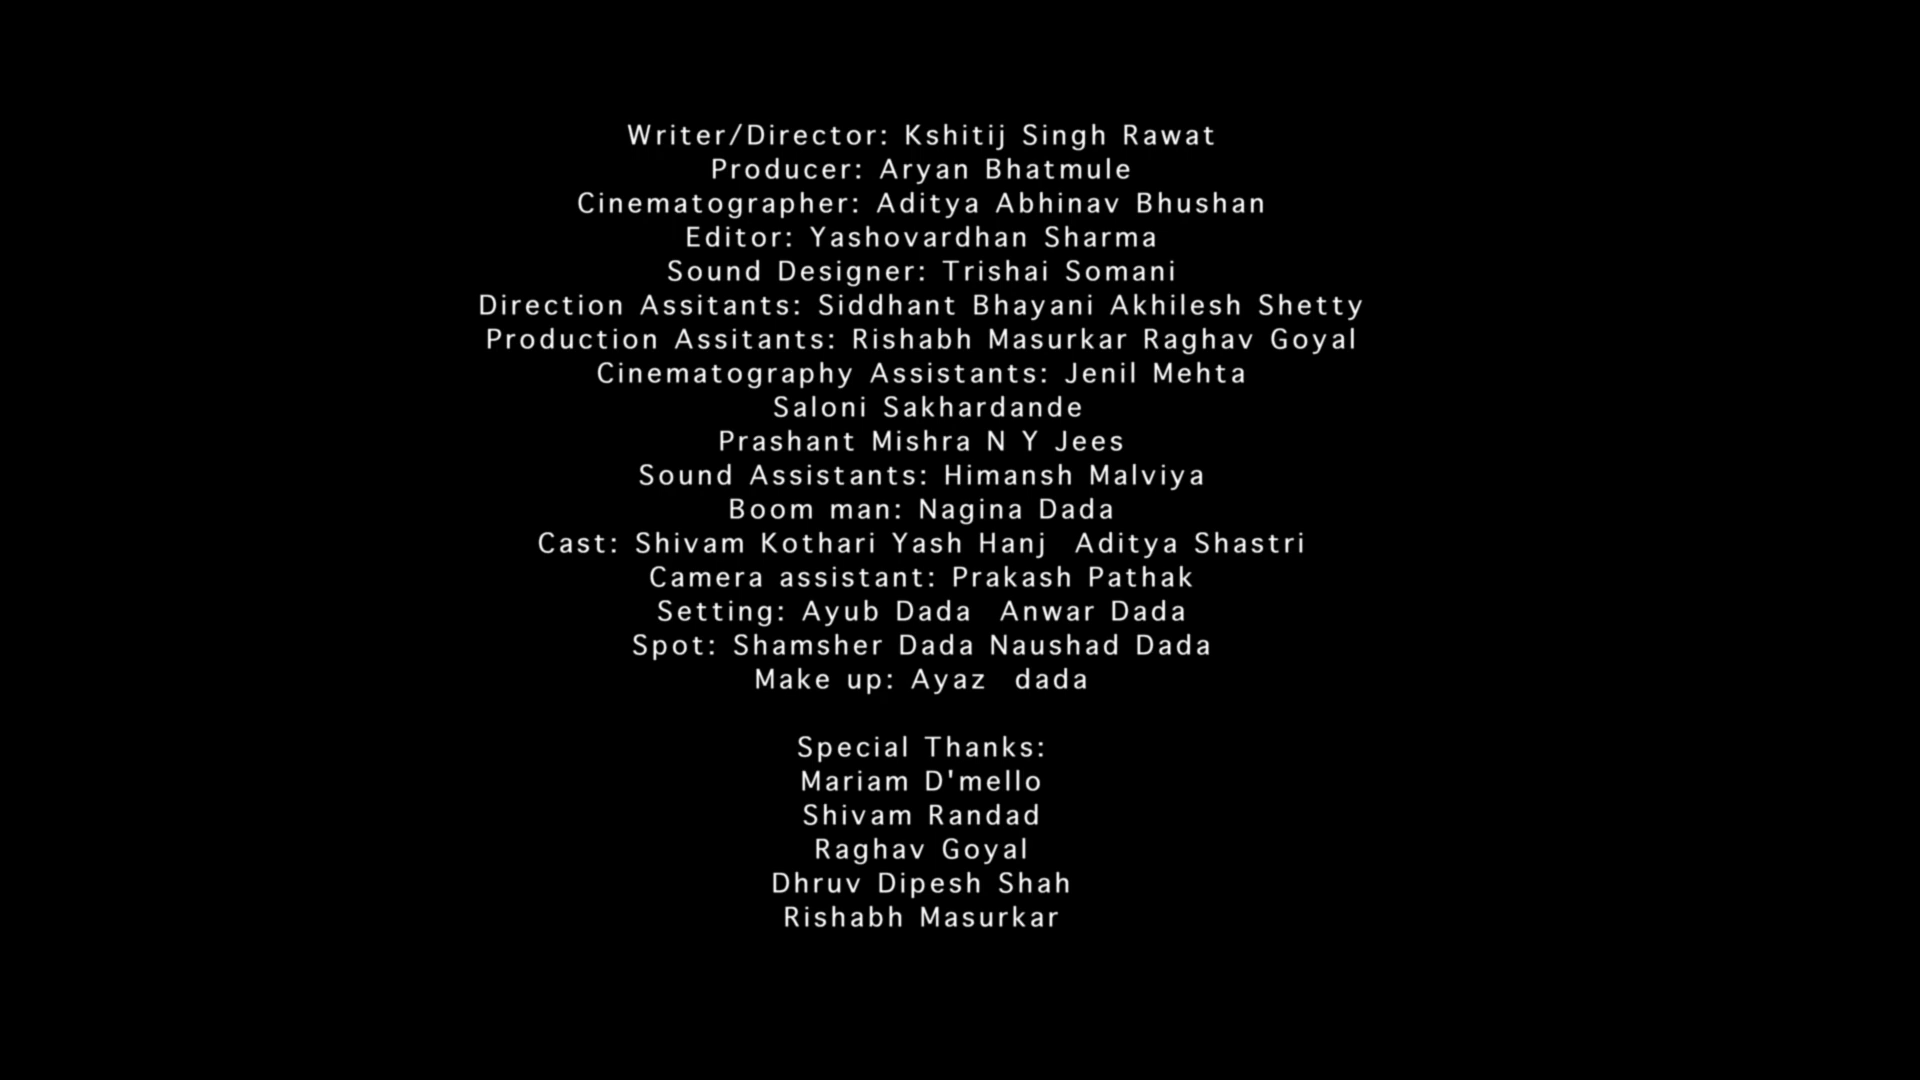 Writer/Director: Kshitij Singh Rawat
Producer: Aryan Bhatmule
Cinematographer: Aditya Abhinav Bhushan
Editor: Yashovardhan Sharma
Sound Designer: Trishai Somani
Direction Assitants: Siddhant Bhayani Akhilesh Shetty
Production Assitants: Rishabh Masurkar Raghav Goyal
Cinematography Assistants: Jenil Mehta
Saloni Sakhardande
Prashant Mishra N Y Jees
Sound Assistants: Himansh Malviya
Boom man: Nagina Dada
Cast: Shivam Kothari Yash Hanj  Aditya Shastri
Camera assistant: Prakash Pathak
Setting: Ayub Dada  Anwar Dada
Spot: Shamsher Dada Naushad Dada
Make up: Ayaz  dada
Special Thanks:
Mariam D'mello
Shivam Randad
Raghav Goyal
Dhruv Dipesh Shah
Rishabh Masurkar